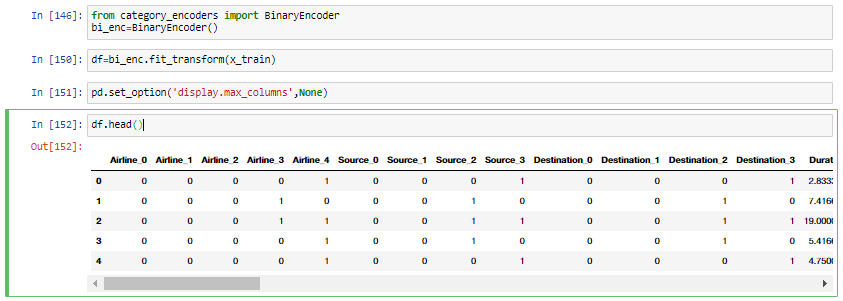 In [146]: from category_encoders import BinaryEncoder
bi_enc=BinaryEncoder()
In [150]: df=bi_enc.fit_transform(x_train)
In [151]: pd.set_option('display.max_columns',None)
In [152]: df.head()
Out[152]:
Airline_0 Airline_1 Airline_2 Airline_3 Airline_4 Source_0 Source_1 Source_2 Source_3 Destination_0 Destination_1 Destination_2 Destination_3 Durat
0 0 0 0 0 1 0 0 0 1 0 0 0 1 2.833
1 0 0 0 1 0 0 0 1 0 0 0 1 0 7.416
2 0 0 0 1 1 0 0 1 1 0 0 1 1 19.000
3 0 0 0 0 1 0 0 1 0 0 0 1 0 5.416
4 0 0 0 0 1 0 0 0 1 0 0 0 1 4.750